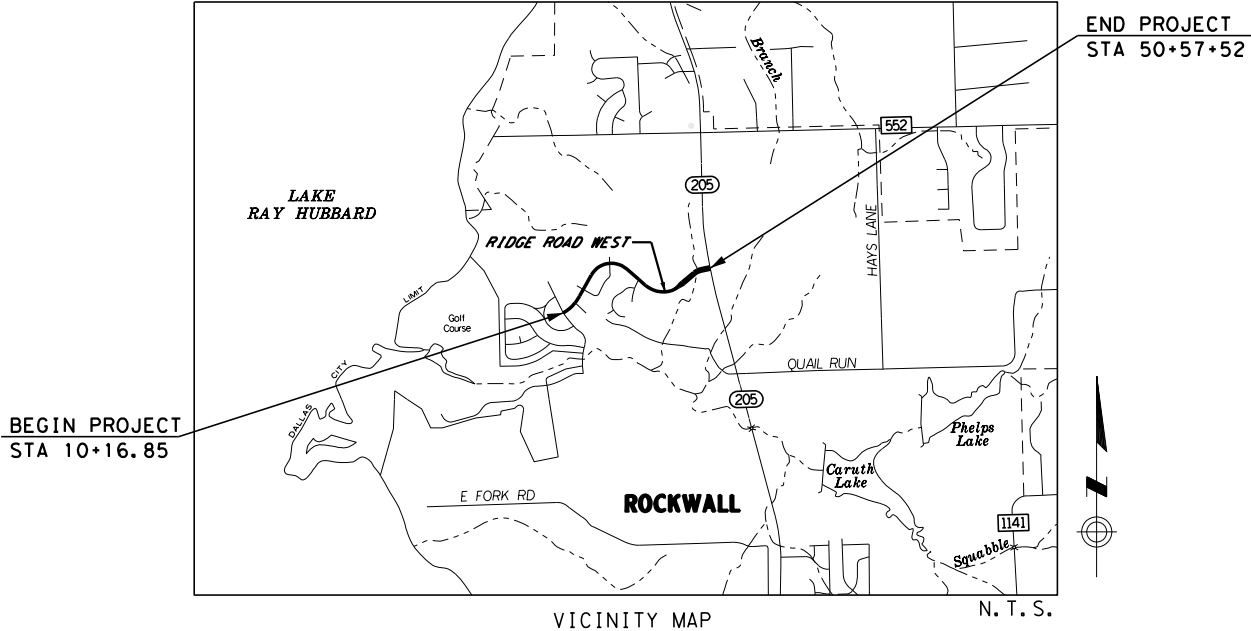 END PROJECT
STA 50+57+52
Branch
552
205
LAKE
RAY HUBBARD
HAYS LANE
RIDGE ROAD WEST
LIMIT
Golf
Course
CITY
QUAIL RUN
DALLAS
205
BEGIN PROJECT
STA 10+16.85
Phelps
Lake
Caruth
Lake
E FORK RD
ROCKWALL
1141
Squabble
N
VICINITY MAP
N.T.S.